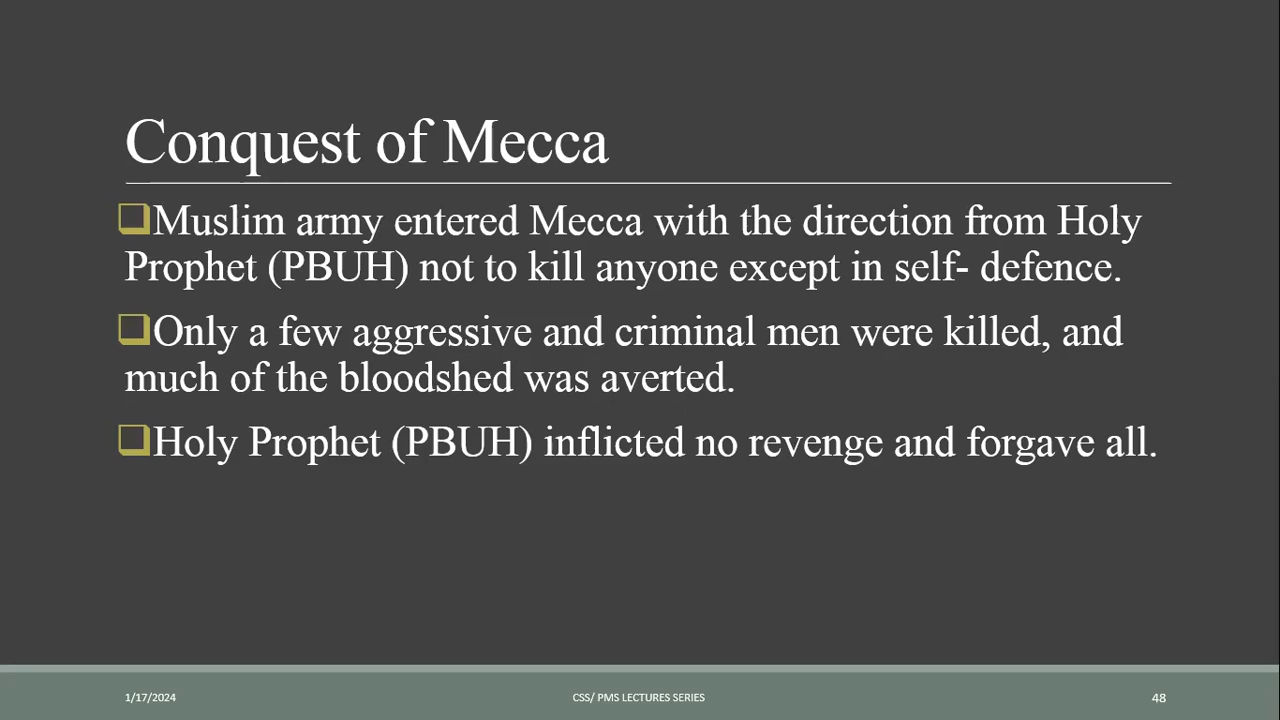 Conquest of Mecca
❑Muslim army entered Mecca with the direction from Holy
Prophet (PBUH) not to kill anyone except in self- defence.
❑Only a few aggressive and criminal men were killed, and
much of the bloodshed was averted.
❑Holy Prophet (PBUH) inflicted no revenge and forgave all.
1/17/2024
CSS/ PMS LECTURES SERIES
48